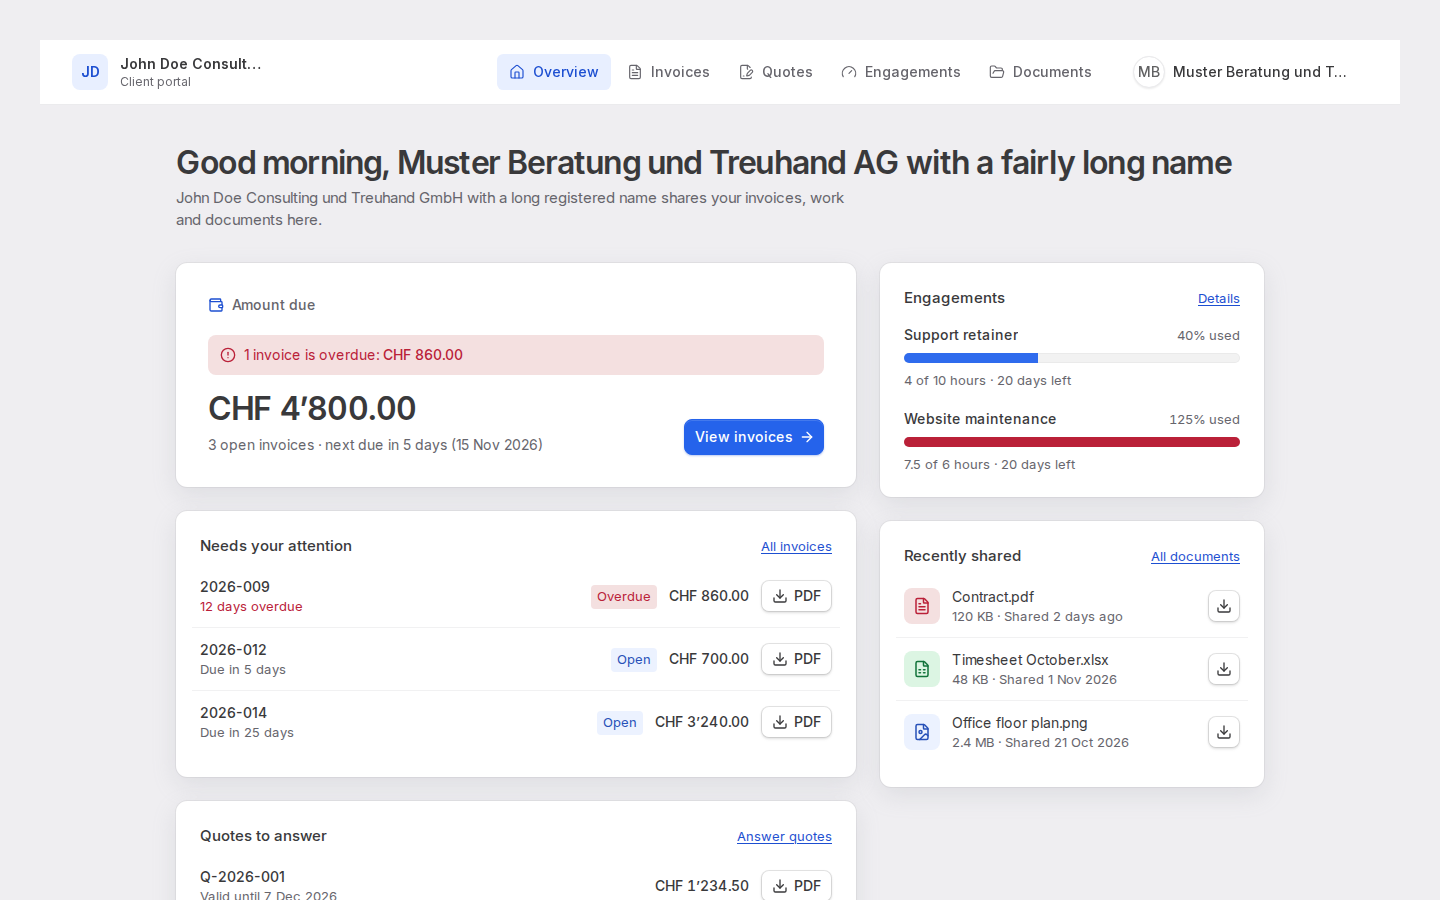 JD
John Doe Consult…
Client portal
Overview
Invoices
Quotes
Engagements
Documents
MB
Muster Beratung und T…
Good morning, Muster Beratung und Treuhand AG with a fairly long name
John Doe Consulting und Treuhand GmbH with a long registered name shares your invoices, work
and documents here.
Amount due
1 invoice is overdue: CHF 860.00
CHF 4’800.00
3 open invoices · next due in 5 days (15 Nov 2026)
View invoices
Needs your attention
All invoices
2026-009
12 days overdue
Overdue
CHF 860.00
PDF
2026-012
Due in 5 days
Open
CHF 700.00
PDF
2026-014
Due in 25 days
Open
CHF 3’240.00
PDF
Quotes to answer
Answer quotes
Q-2026-001
Valid until 7 Dec 2026
CHF 1’234.50
PDF
Engagements
Details
Support retainer
40% used
4 of 10 hours · 20 days left
Website maintenance
125% used
7.5 of 6 hours · 20 days left
Recently shared
All documents
Contract.pdf
120 KB · Shared 2 days ago
Timesheet October.xlsx
48 KB · Shared 1 Nov 2026
Office floor plan.png
2.4 MB · Shared 21 Oct 2026